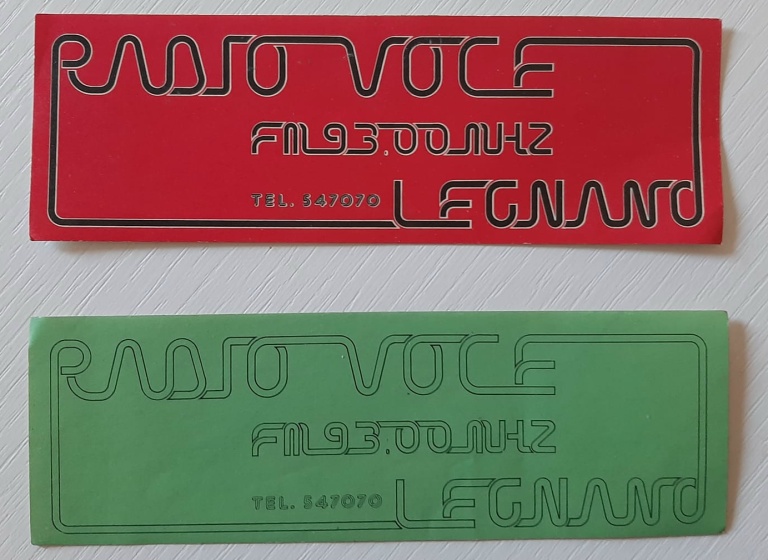 RADIO VOCE
FM 93.00 MHZ
TEL. 547070 LEGNANO
RADIO VOCE
FM 93.00 MHZ
TEL. 547070 LEGNANO